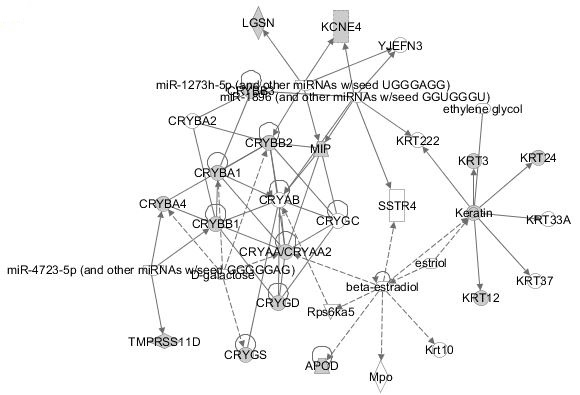 LGSN
KCNE4
YJEFN3
miR-1273h-5p (and other miRNAs w/seed UGGGAGG)
CRYBB3
miR-1896 (and other miRNAs w/seed GGUGGGU)
ethylene glycol
CRYBA2
CRYBB2
MIP
KRT222
KRT3
KRT24
CRYBA1
CRYBA4
CRYAB
SSTR4
CRYBB1
CRYGC
Keratin
KRT33A
CRYAA/CRYAA2
estriol
miR-4723-5p (and other miRNAs w/seed GGGGGAG)
D-galactose
beta-estradiol
KRT37
CRYGD
Rps6ka5
KRT12
TMPRSS11D
CRYGS
APOD
Krt10
Mpo